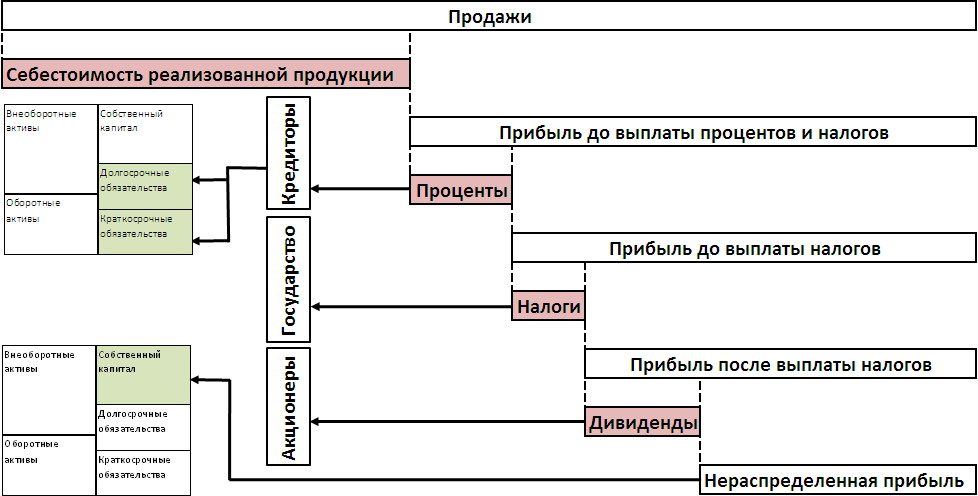 Продажи
Себестоимость реализованной продукции
Внеоборотные
активы
Собственный
капитал
Долгосрочные
обязательства
Оборотные
активы
Краткосрочные
обязательства
Кредиторы
Прибыль до выплаты процентов и налогов
Проценты
Государство
Прибыль до выплаты налогов
Налоги
Внеоборотные
активы
Собственный
капитал
Долгосрочные
обязательства
Оборотные
активы
Краткосрочные
обязательства
Акционеры
Прибыль после выплаты налогов
Дивиденды
Нераспределенная прибыль